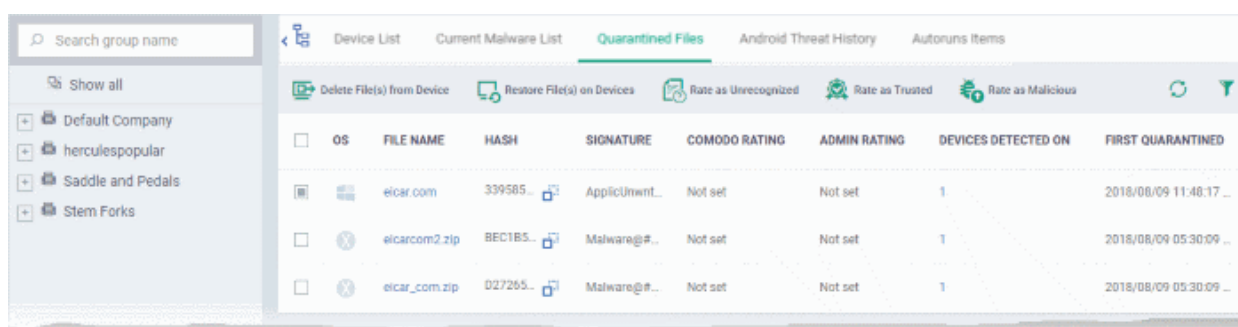 Search group name
Show all
Default Company
herculespopular
Saddle and Pedals
Stem Forks
Device List Current Malware List Quarantined Files Android Threat History Autoruns Items
Delete File(s) from Device Restore File(s) on Devices Rate as Unrecognized Rate as Trusted Rate as Malicious
OS FILE NAME HASH SIGNATURE COMODO RATING ADMIN RATING DEVICES DETECTED ON FIRST QUARANTINED
eicar.com 339585... ApplicUnwnt... Not set Not set 1 2018/08/09 11:48:17 ...
eicarcom2.zip BEC1B5... Malware@#... Not set Not set 1 2018/08/09 05:30:09 ...
eicar_com.zip D27265... Malware@#... Not set Not set 1 2018/08/09 05:30:09 ...